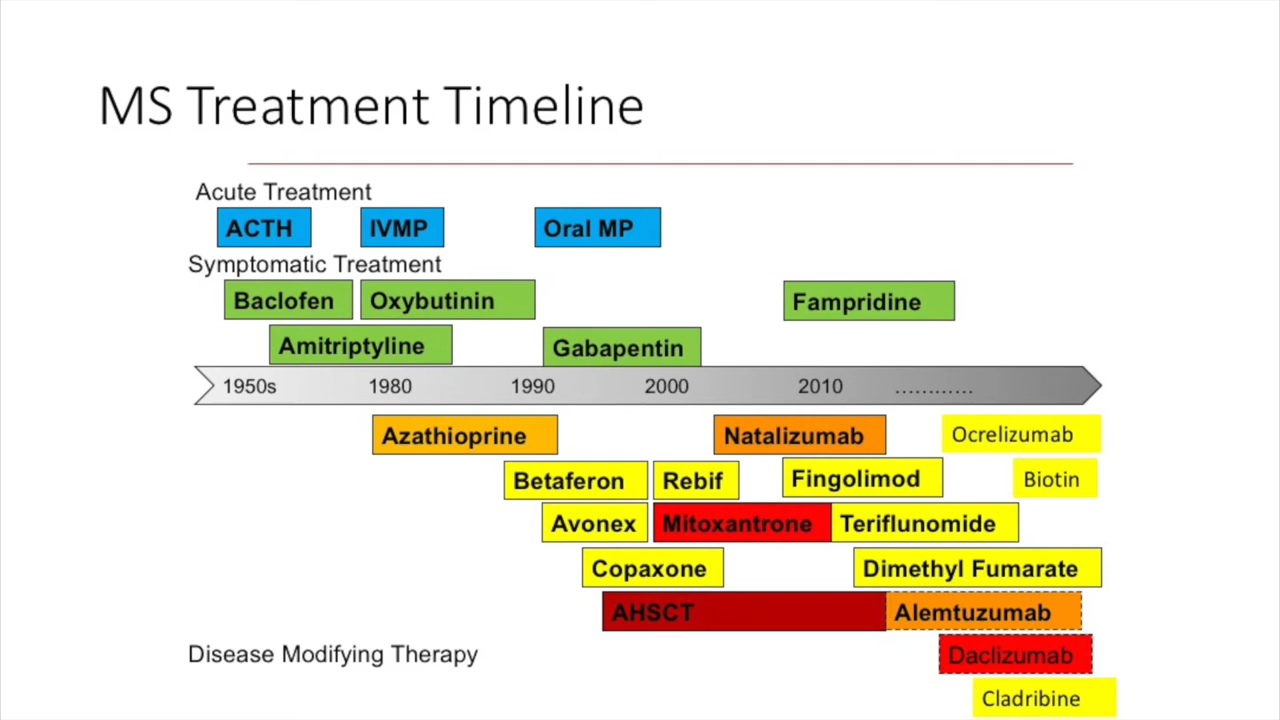 MS Treatment Timeline
Acute Treatment
ACTH IVMP Oral MP
Symptomatic Treatment
Baclofen Oxybutinin Fampridine
Amitriptyline Gabapentin
1950s 1980 1990 2000 2010 …………
Azathioprine Natalizumab Ocrelizumab
Betaferon Rebif Fingolimod Biotin
Avonex Mitoxantrone Teriflunomide
Copaxone Dimethyl Fumarate
AHSCT Alemtuzumab
Disease Modifying Therapy Daclizumab
Cladribine